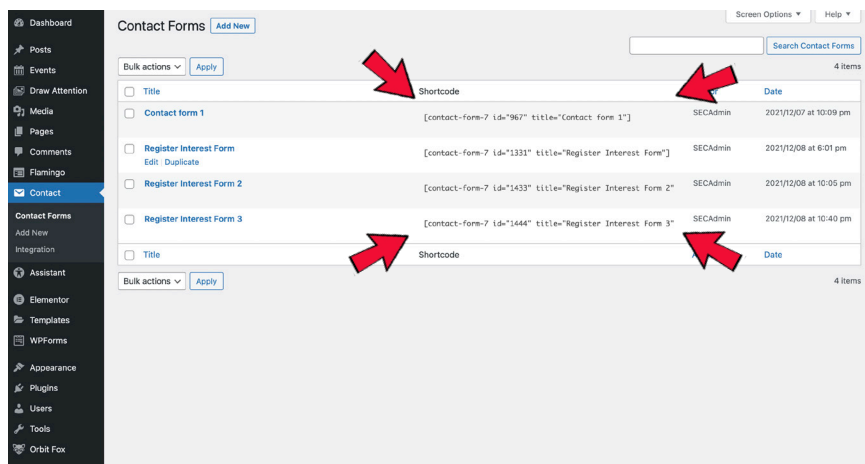 Dashboard
Posts
Events
Draw Attention
Media
Pages
Comments
Flamingo
Contact
Contact Forms
Add New
Integration
Assistant
Elementor
Templates
WPForms
Appearance
Plugins
Users
Tools
Orbit Fox
Screen Options Help
Contact Forms Add New
Search Contact Forms
Bulk actions Apply 4 items
Title Shortcode Date
Contact form 1 [contact-form-7 id="967" title="Contact form 1"] SECAdmin 2021/12/07 at 10:09 pm
Register Interest Form [contact-form-7 id="1331" title="Register Interest Form"] SECAdmin 2021/12/08 at 6:01 pm
Edit | Duplicate
Register Interest Form 2 [contact-form-7 id="1433" title="Register Interest Form 2" SECAdmin 2021/12/08 at 10:05 pm
Register Interest Form 3 [contact-form-7 id="1444" title="Register Interest Form 3" SECAdmin 2021/12/08 at 10:40 pm
Title Shortcode Date
Bulk actions Apply 4 items